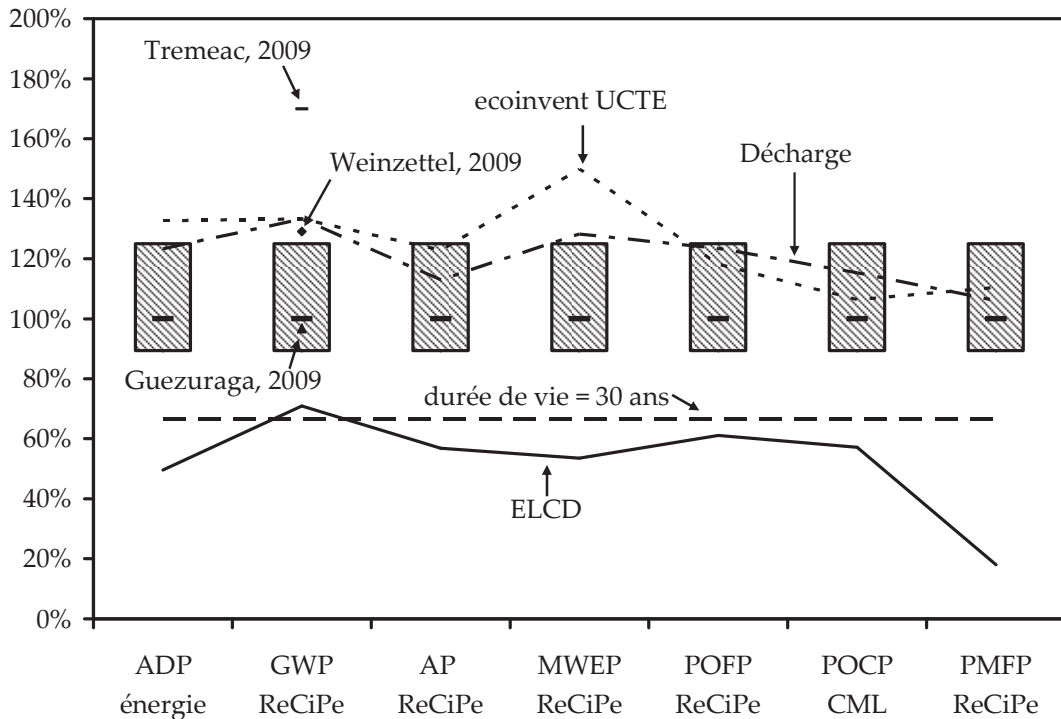 200%
180%
160%
140%
120%
100%
80%
60%
40%
20%
0%
Tremeac, 2009
ecoinvent UCTE
Weinzettel, 2009
Décharge
Guezuraga, 2009
durée de vie = 30 ans
ELCD
ADP
énergie
GWP
ReCiPe
AP
ReCiPe
MWEP
ReCiPe
POFP
ReCiPe
POCP
CML
PMFP
ReCiPe